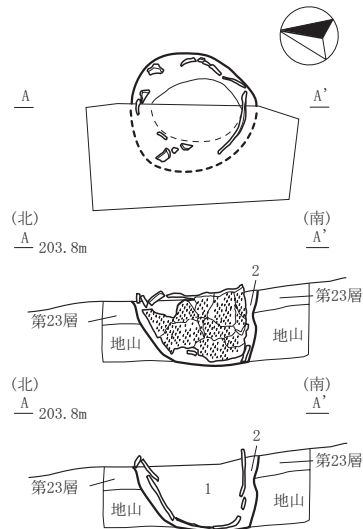 A A'
(北) (南)
A 203.8m A'
2
第23層 第23層
地山 地山
(北) (南)
A 203.8m A'
2
第23層 1 第23層
地山 地山